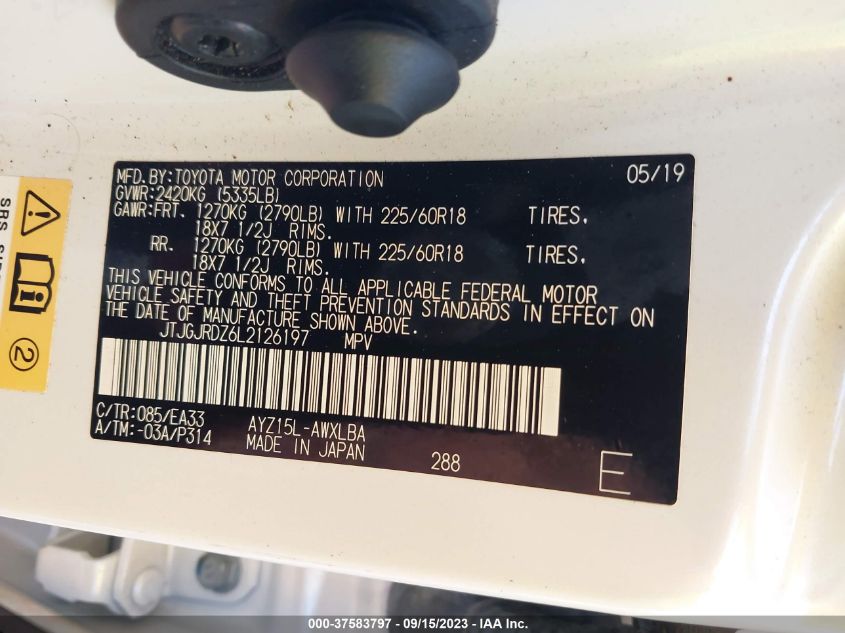 MFD.BY:TOYOTA MOTOR CORPORATION 05/19
GVWR:2420KG (5335LB)
GAWR:FRT. 1270KG (2790LB) WITH 225/60R18 TIRES.
18X7 1/2J RIMS.
RR. 1270KG (2790LB) WITH 225/60R18 TIRES.
18X7 1/2J RIMS.
THIS VEHICLE CONFORMS TO ALL APPLICABLE FEDERAL MOTOR
VEHICLE SAFETY AND THEFT PREVENTION STANDARDS IN EFFECT ON
THE DATE OF MANUFACTURE SHOWN ABOVE.
JTJGJRDZ6L2126197 MPV
C/TR:085/EA33 AYZ15L-AWXLBA
A/TM:-03A/P314 MADE IN JAPAN 288 E
SRS
2
000-37583797 - 09/15/2023 - IAA Inc.